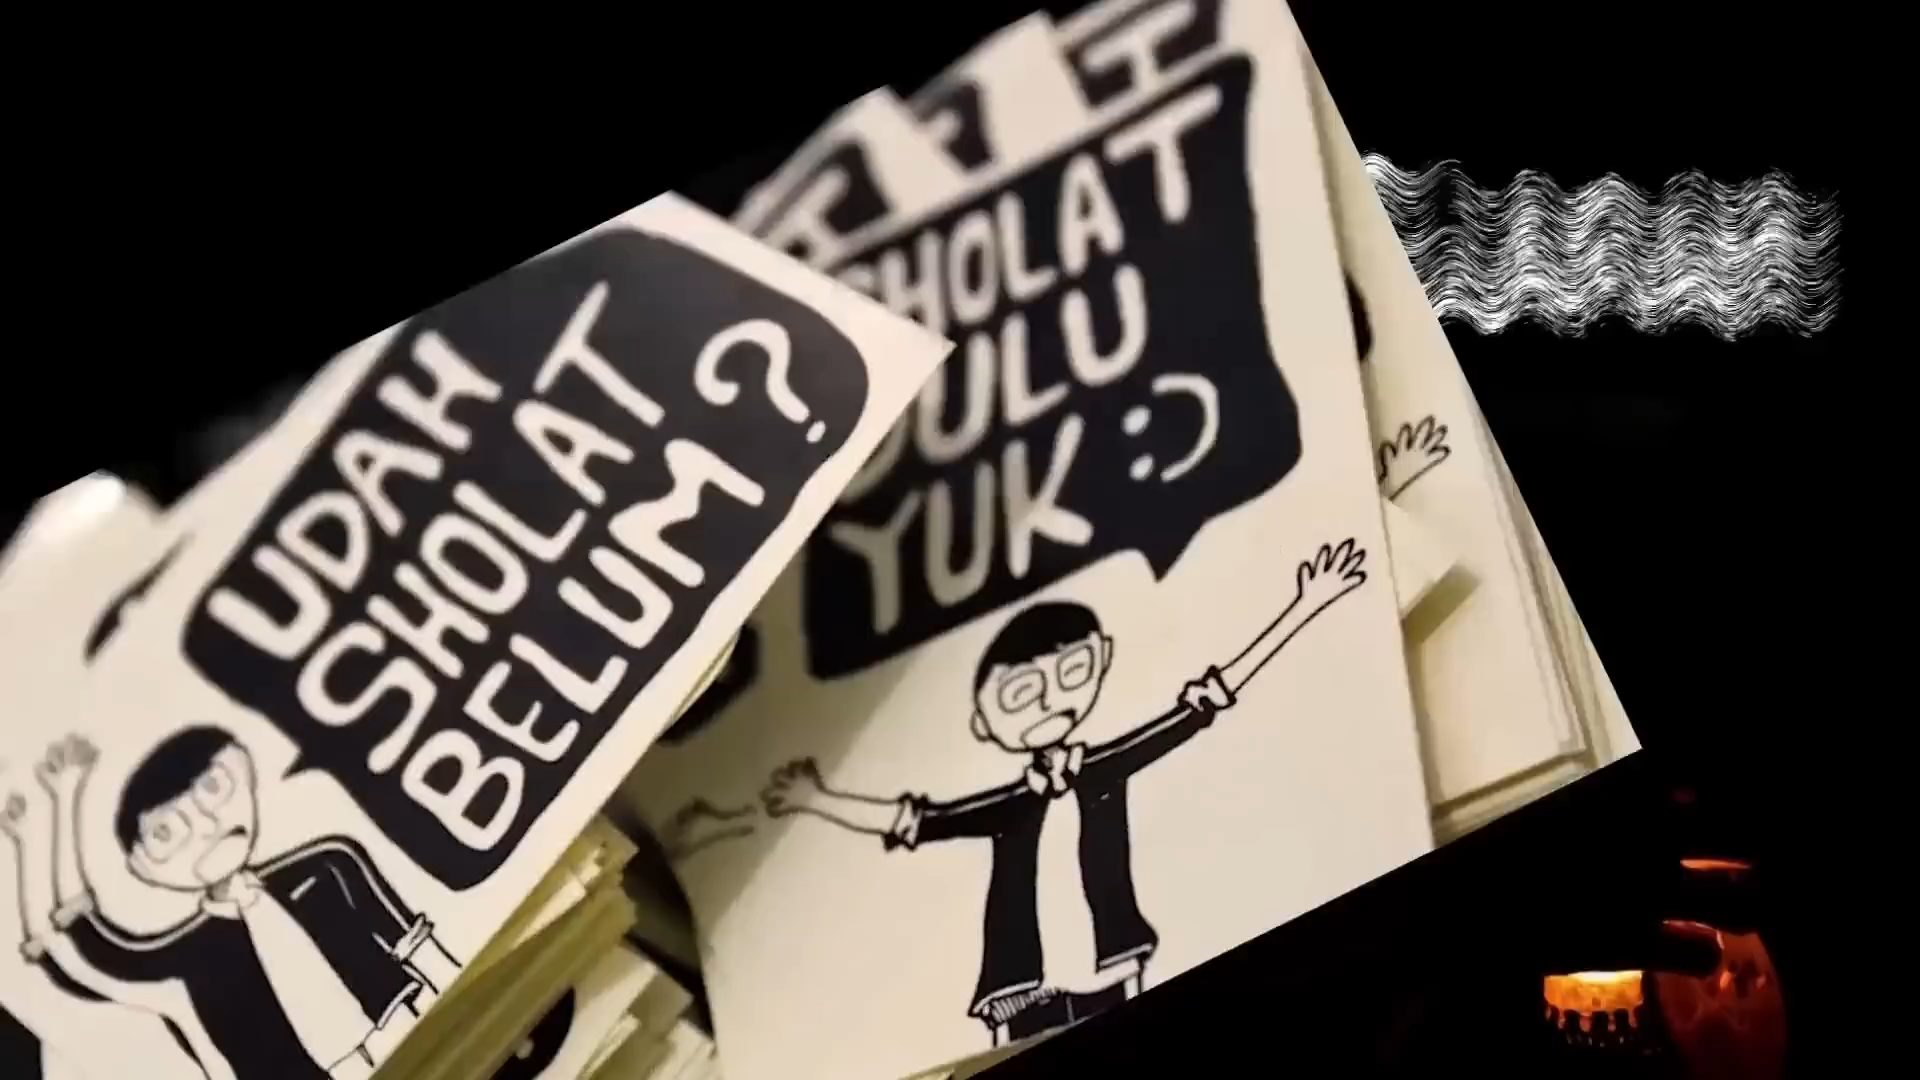 UDAH
SHOLAT
BELUM?
SHOLAT
DULU
YUK :)